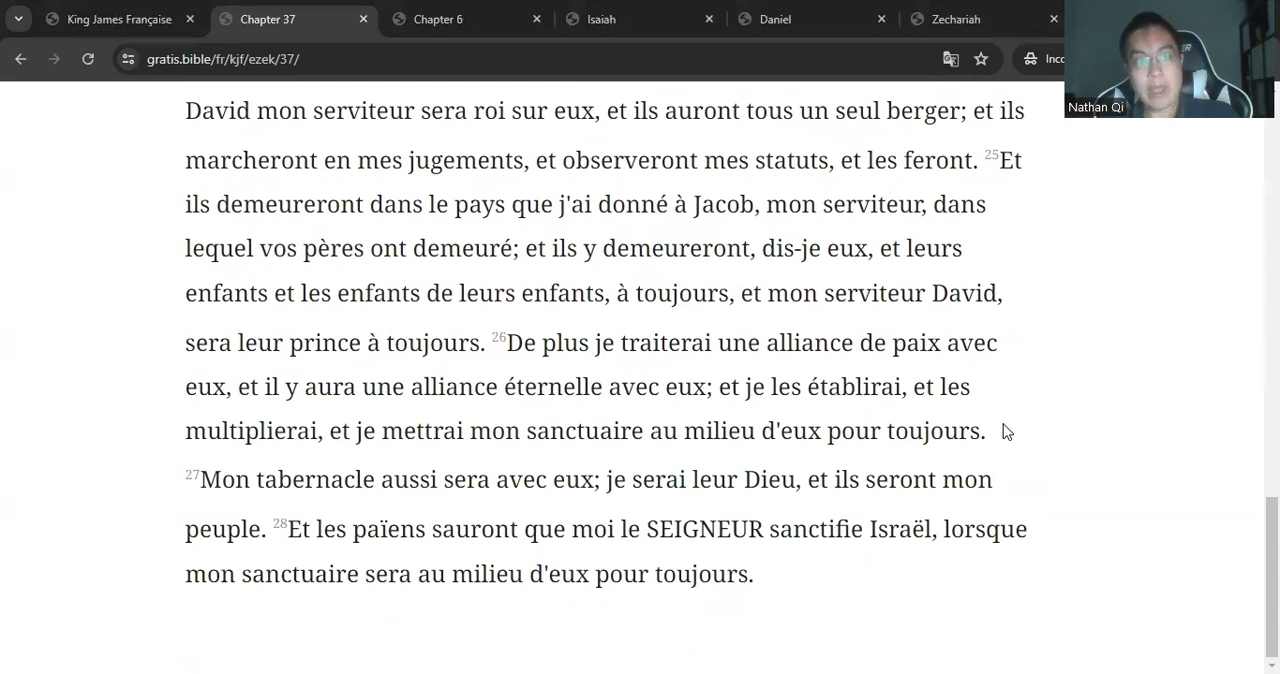 King James Française
Chapter 37
Chapter 6
Isaiah
Daniel
Zechariah
gratis.bible/fr/kjf/ezek/37/
Nathan Qi
David mon serviteur sera roi sur eux, et ils auront tous un seul berger; et ils
marcheront en mes jugements, et observeront mes statuts, et les feront. 25Et
ils demeureront dans le pays que j'ai donné à Jacob, mon serviteur, dans
lequel vos pères ont demeuré; et ils y demeureront, dis-je eux, et leurs
enfants et les enfants de leurs enfants, à toujours, et mon serviteur David,
sera leur prince à toujours. 26De plus je traiterai une alliance de paix avec
eux, et il y aura une alliance éternelle avec eux; et je les établirai, et les
multiplierai, et je mettrai mon sanctuaire au milieu d'eux pour toujours.
27Mon tabernacle aussi sera avec eux; je serai leur Dieu, et ils seront mon
peuple. 28Et les païens sauront que moi le SEIGNEUR sanctifie Israël, lorsque
mon sanctuaire sera au milieu d'eux pour toujours.